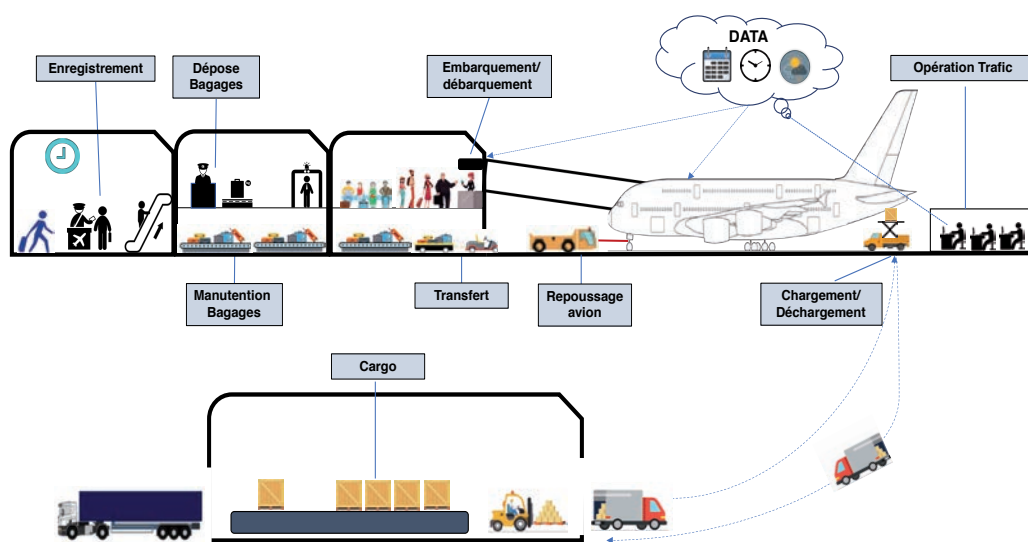 DATA
Enregistrement
Dépose
Bagages
Embarquement/
débarquement
Opération Trafic
Manutention
Bagages
Transfert
Repoussage
avion
Chargement/
Déchargement
Cargo